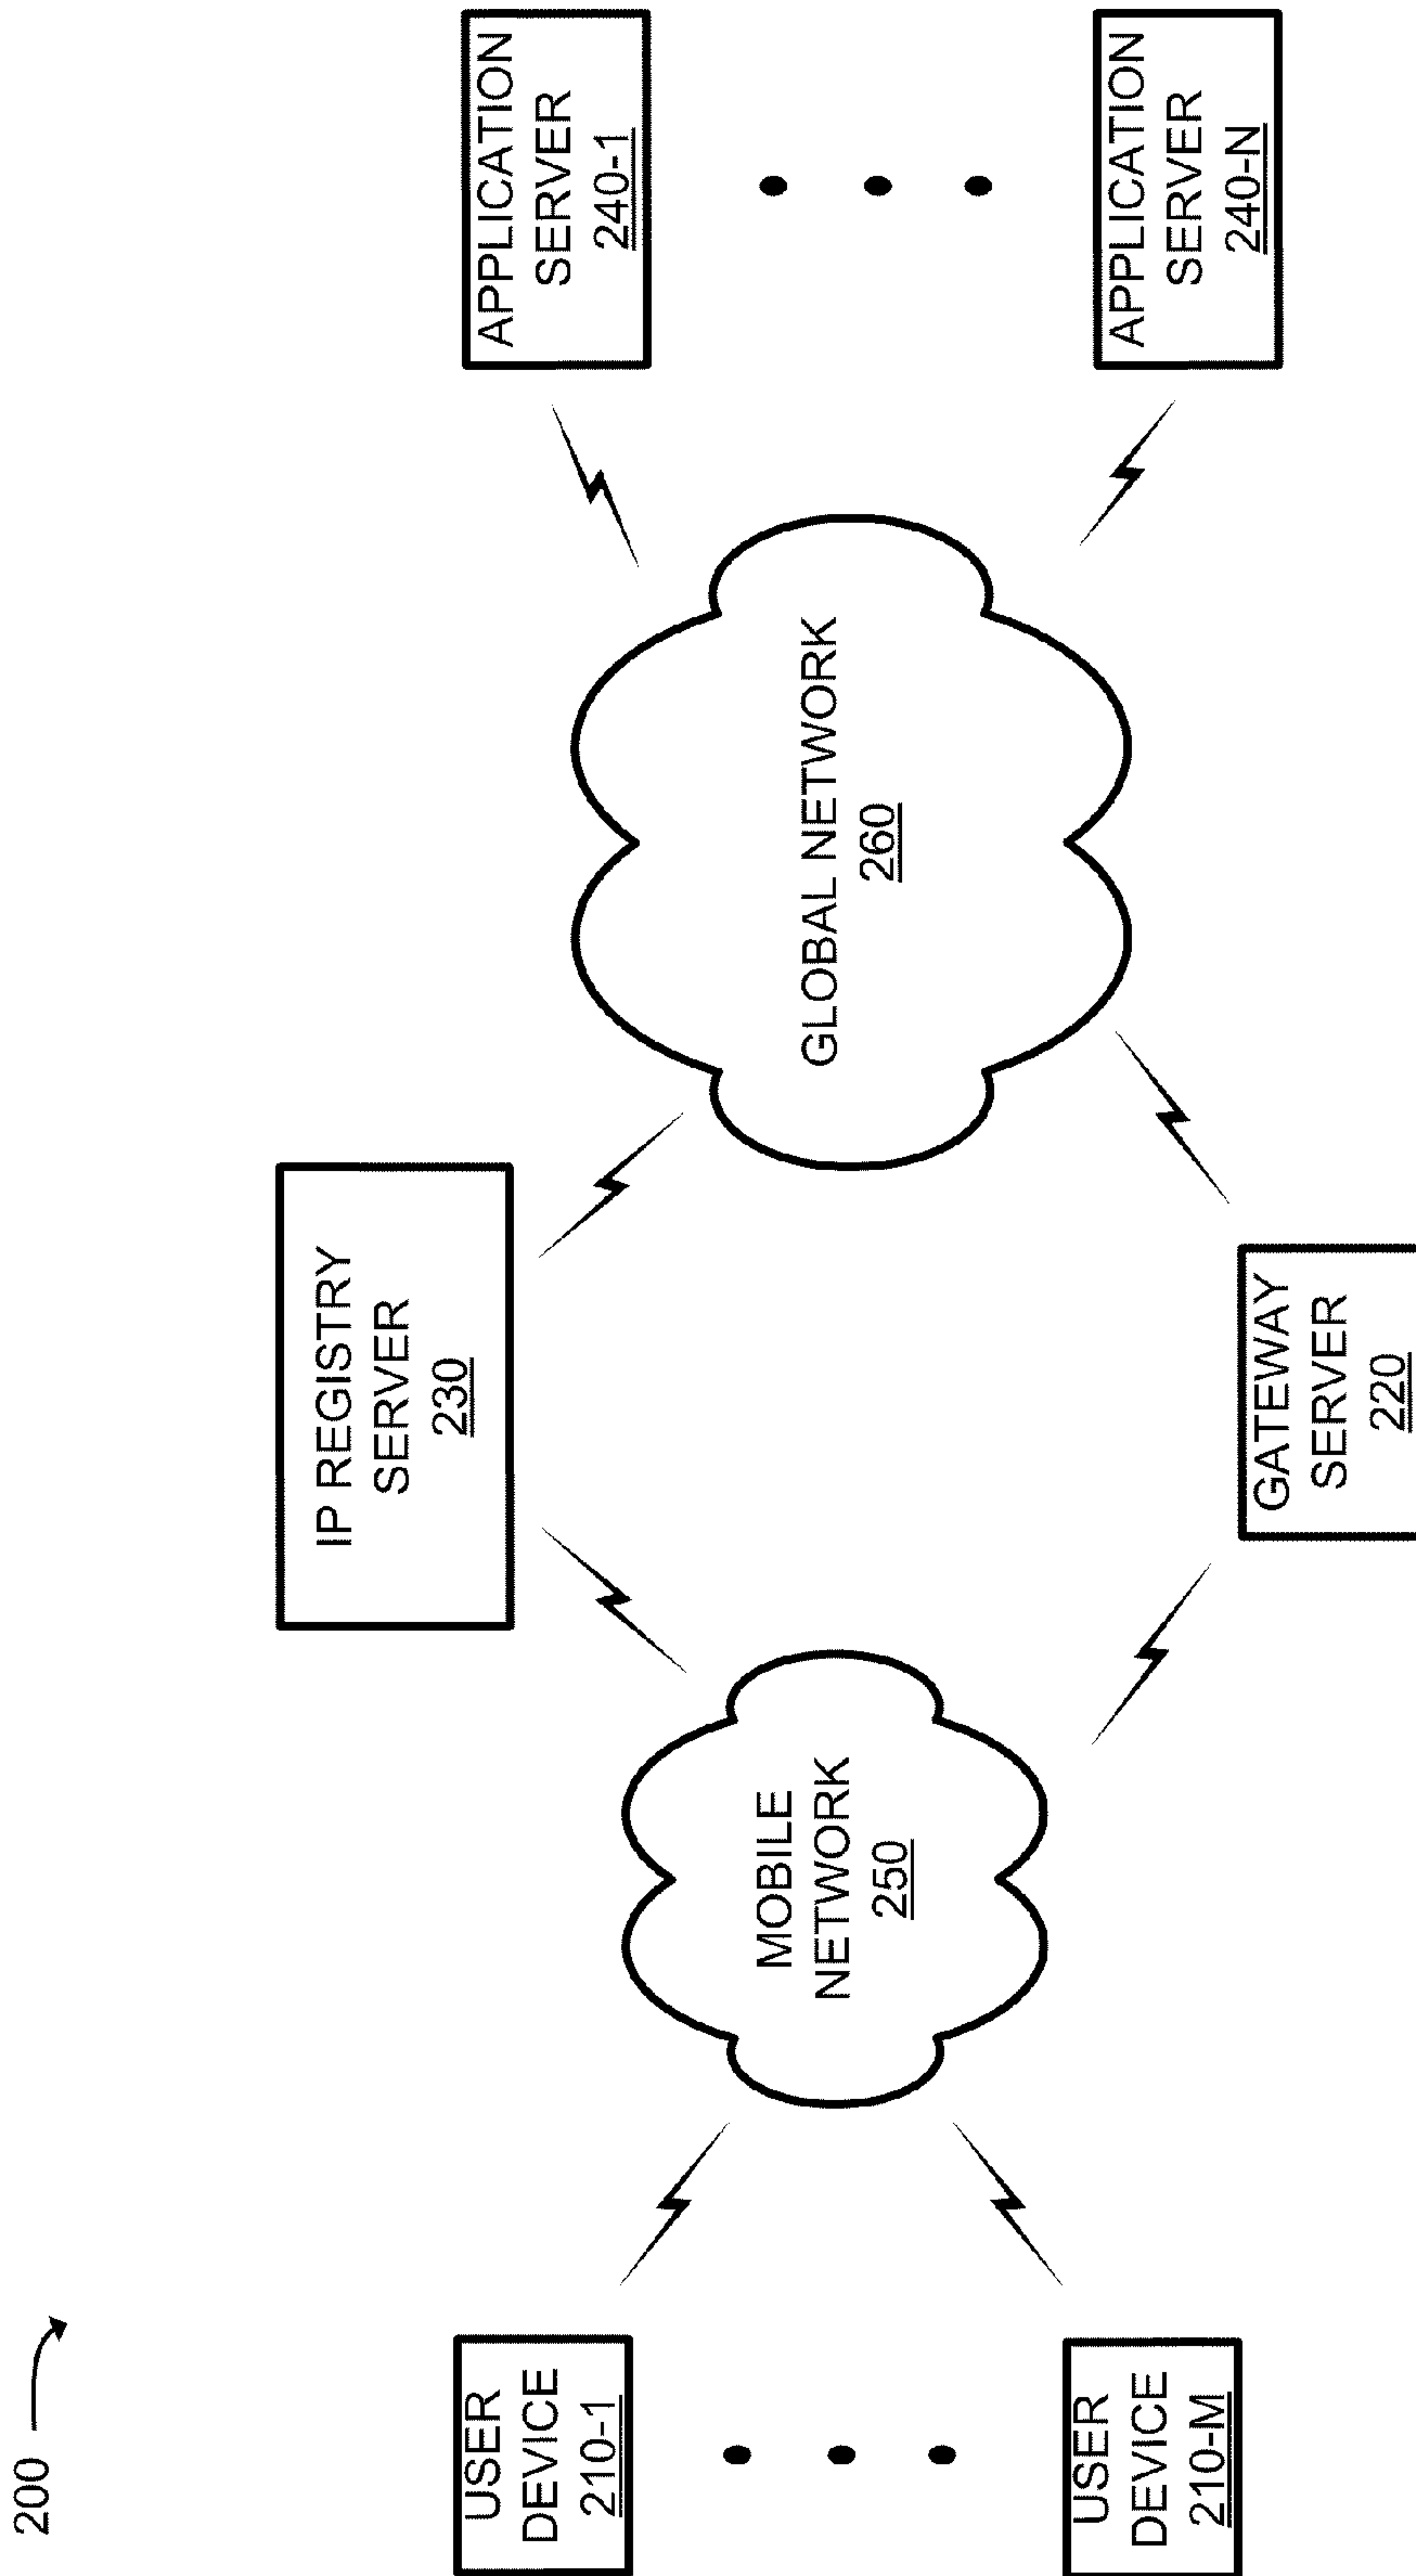 200
IP REGISTRY
SERVER
230
USER
DEVICE
210-1
APPLICATION
SERVER
240-1
MOBILE
NETWORK
250
GLOBAL NETWORK
260
USER
DEVICE
210-M
APPLICATION
SERVER
240-N
GATEWAY
SERVER
220